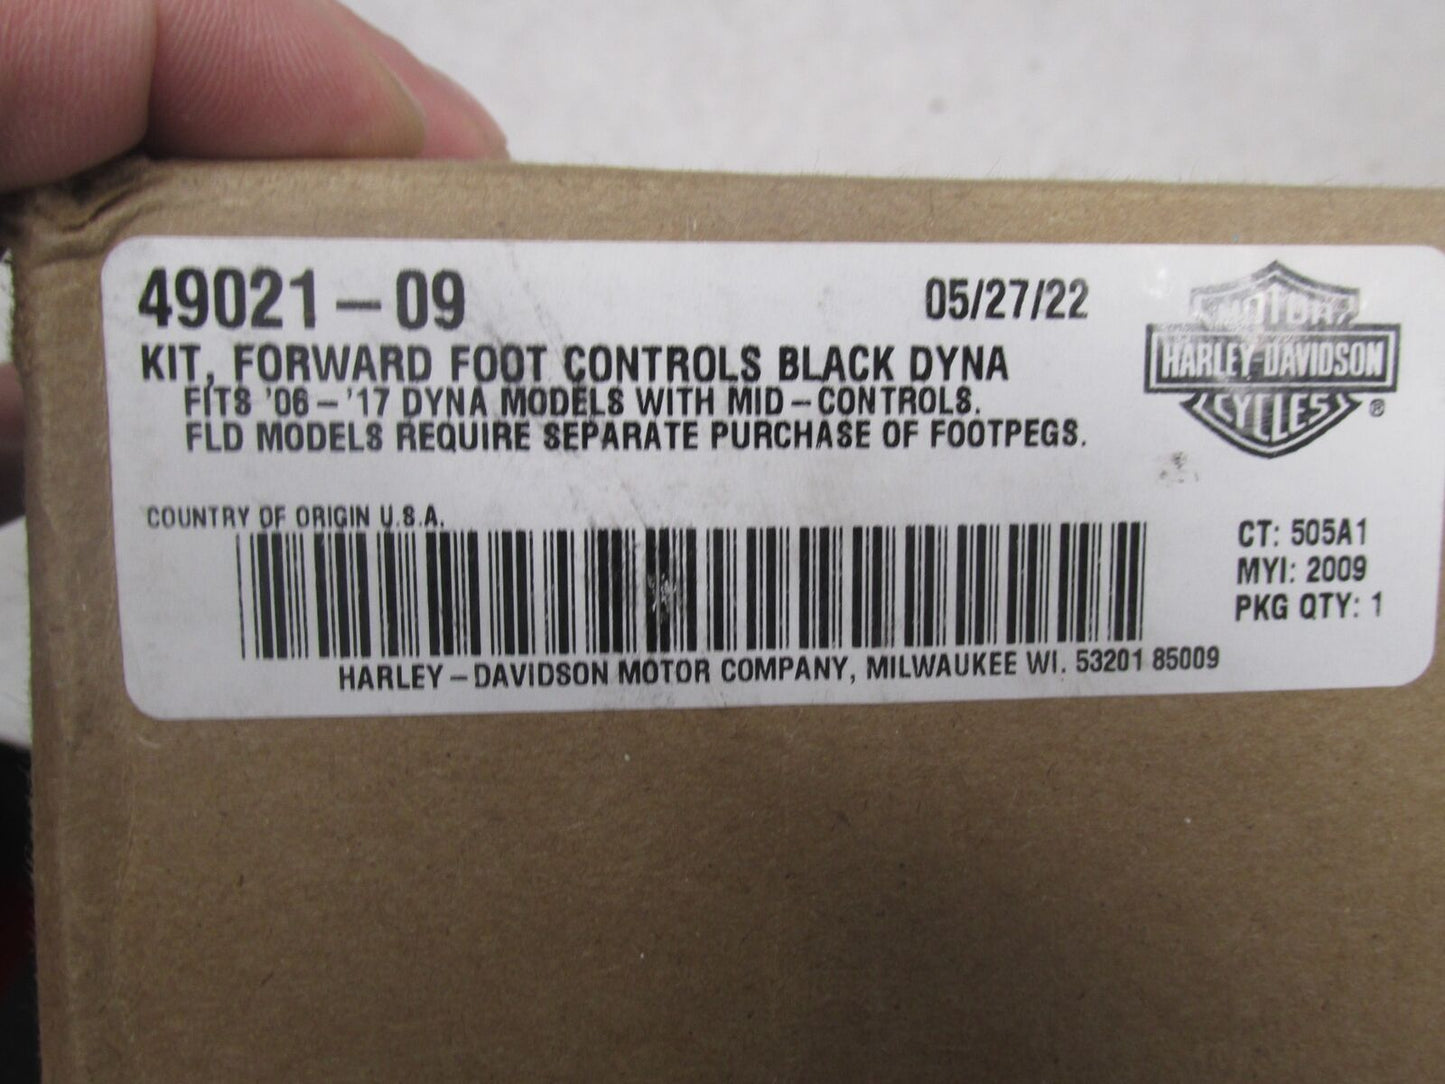 49021-09
05/27/22
KIT, FORWARD FOOT CONTROLS BLACK DYNA
FITS '06-'17 DYNA MODELS WITH MID-CONTROLS.
FLD MODELS REQUIRE SEPARATE PURCHASE OF FOOTPEGS.
MOTOR
HARLEY-DAVIDSON
CYCLES
®
COUNTRY OF ORIGIN U.S.A.
CT: 505A1
MYI: 2009
PKG QTY: 1
HARLEY-DAVIDSON MOTOR COMPANY, MILWAUKEE WI. 53201 85009